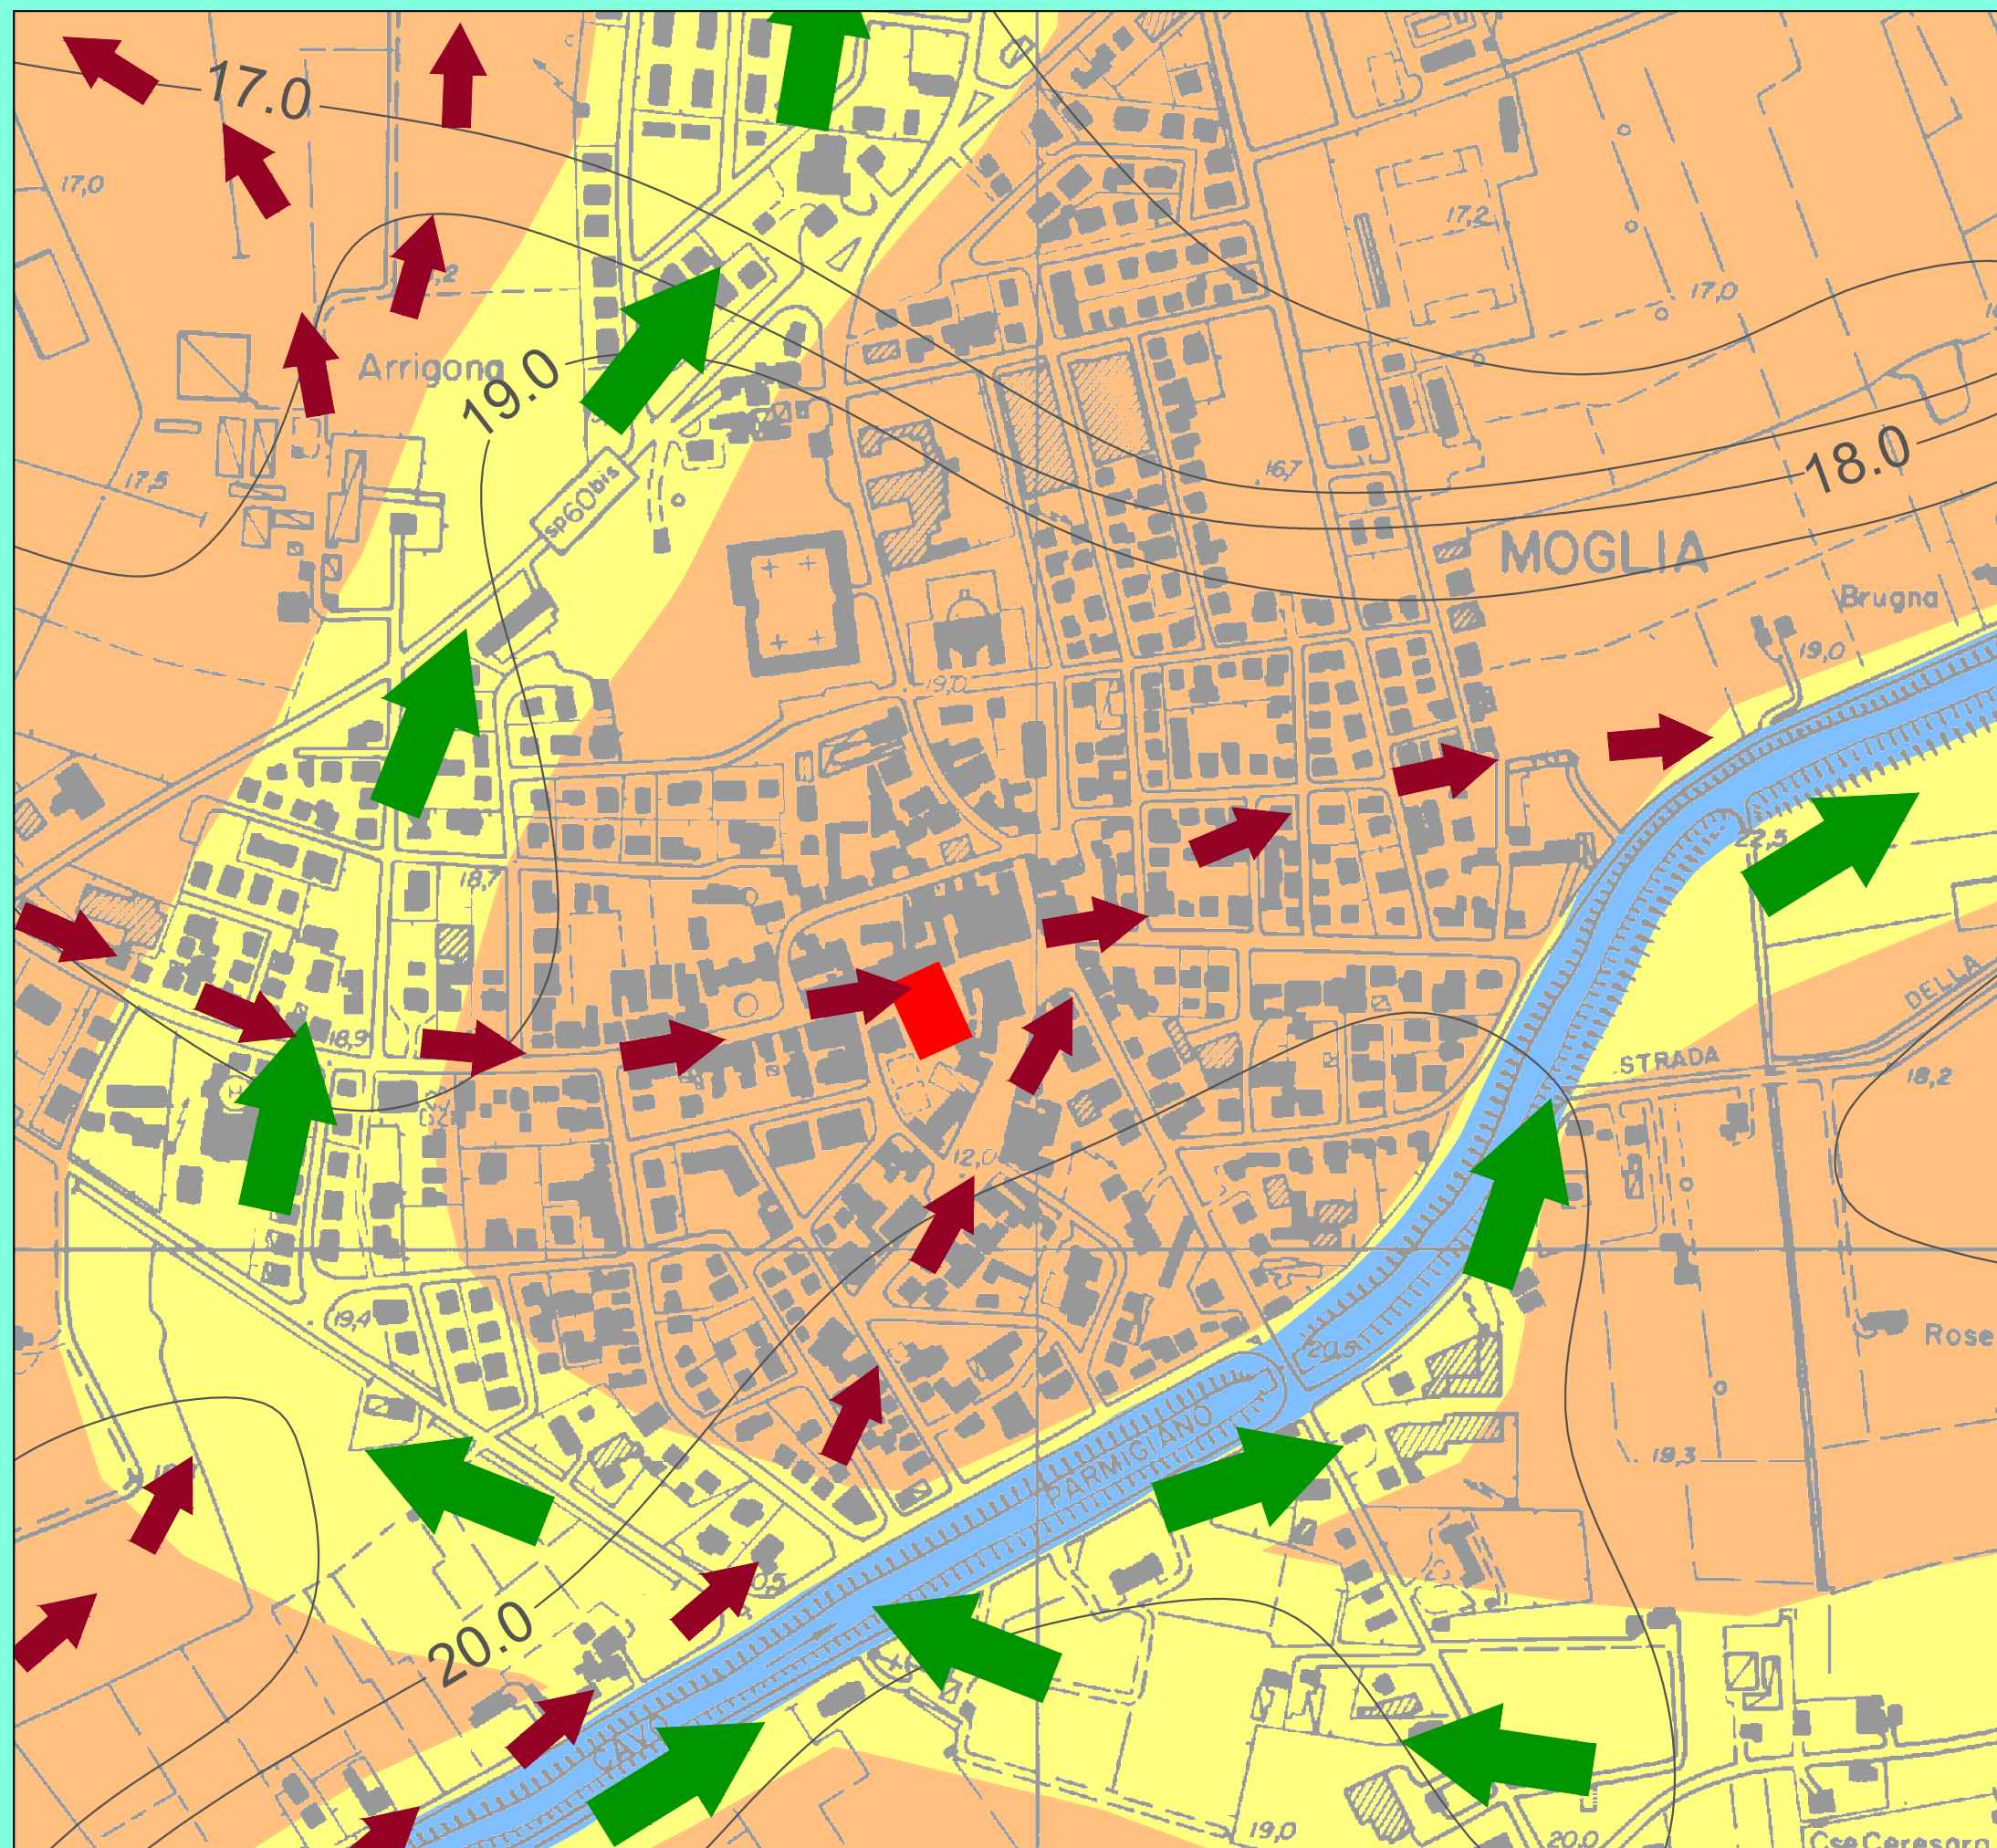 17.0
17,0
17,2
17,0
Arrigona
19.0
17,5
sp60bis
16,7
18.0
MOGLIA
Brugna
19,0
19,0
22,5
18,7
DELLA
18,9
STRADA
18,2
12,0
19,4
20,5
Rose
PARMIGIANO
19,3
20.0
CAVO
19,0
20,0
Cse Ceresaro